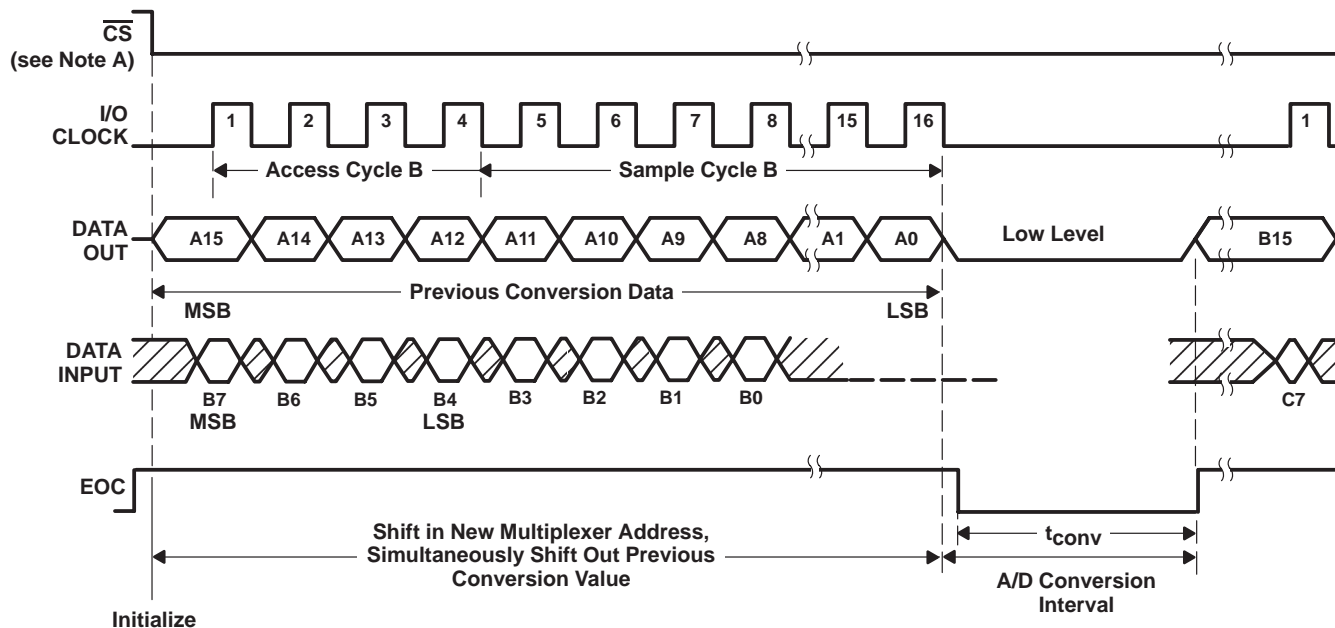 CS
(see Note A)
I/O
CLOCK
1 2 3 4 5 6 7 8 15 16 1
Access Cycle B Sample Cycle B
DATA
OUT
A15 A14 A13 A12 A11 A10 A9 A8 A1 A0 Low Level B15
Previous Conversion Data
MSB LSB
DATA
INPUT
B7 B6 B5 B4 B3 B2 B1 B0 C7
MSB LSB
EOC
Shift in New Multiplexer Address,
Simultaneously Shift Out Previous
Conversion Value
tconv
A/D Conversion
Interval
Initialize